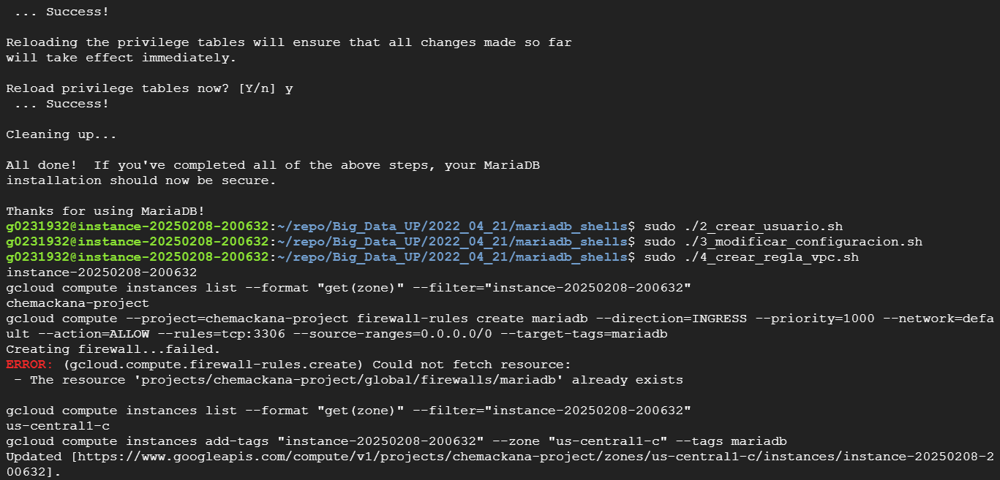 ... Success!
Reloading the privilege tables will ensure that all changes made so far
will take effect immediately.
Reload privilege tables now? [Y/n] y
... Success!
Cleaning up...
All done!  If you've completed all of the above steps, your MariaDB
installation should now be secure.
Thanks for using MariaDB!
g0231932@instance-20250208-200632:~/repo/Big_Data_UP/2022_04_21/mariadb_shells$ sudo ./2_crear_usuario.sh
g0231932@instance-20250208-200632:~/repo/Big_Data_UP/2022_04_21/mariadb_shells$ sudo ./3_modificar_configuracion.sh
g0231932@instance-20250208-200632:~/repo/Big_Data_UP/2022_04_21/mariadb_shells$ sudo ./4_crear_regla_vpc.sh
instance-20250208-200632
gcloud compute instances list --format "get(zone)" --filter="instance-20250208-200632"
chemackana-project
gcloud compute --project=chemackana-project firewall-rules create mariadb --direction=INGRESS --priority=1000 --network=defa
ult --action=ALLOW --rules=tcp:3306 --source-ranges=0.0.0.0/0 --target-tags=mariadb
Creating firewall...failed.
ERROR: (gcloud.compute.firewall-rules.create) Could not fetch resource:
- The resource 'projects/chemackana-project/global/firewalls/mariadb' already exists
gcloud compute instances list --format "get(zone)" --filter="instance-20250208-200632"
us-central1-c
gcloud compute instances add-tags "instance-20250208-200632" --zone "us-central1-c" --tags mariadb
Updated [https://www.googleapis.com/compute/v1/projects/chemackana-project/zones/us-central1-c/instances/instance-20250208-2
00632].